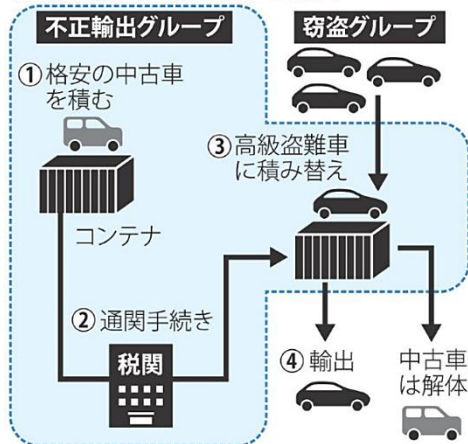 不正輸出グループ
窃盗グループ
①格安の中古車
を積む
コンテナ
②通関手続き
税関
③高級盗難車
に積み替え
④輸出
中古車
は解体